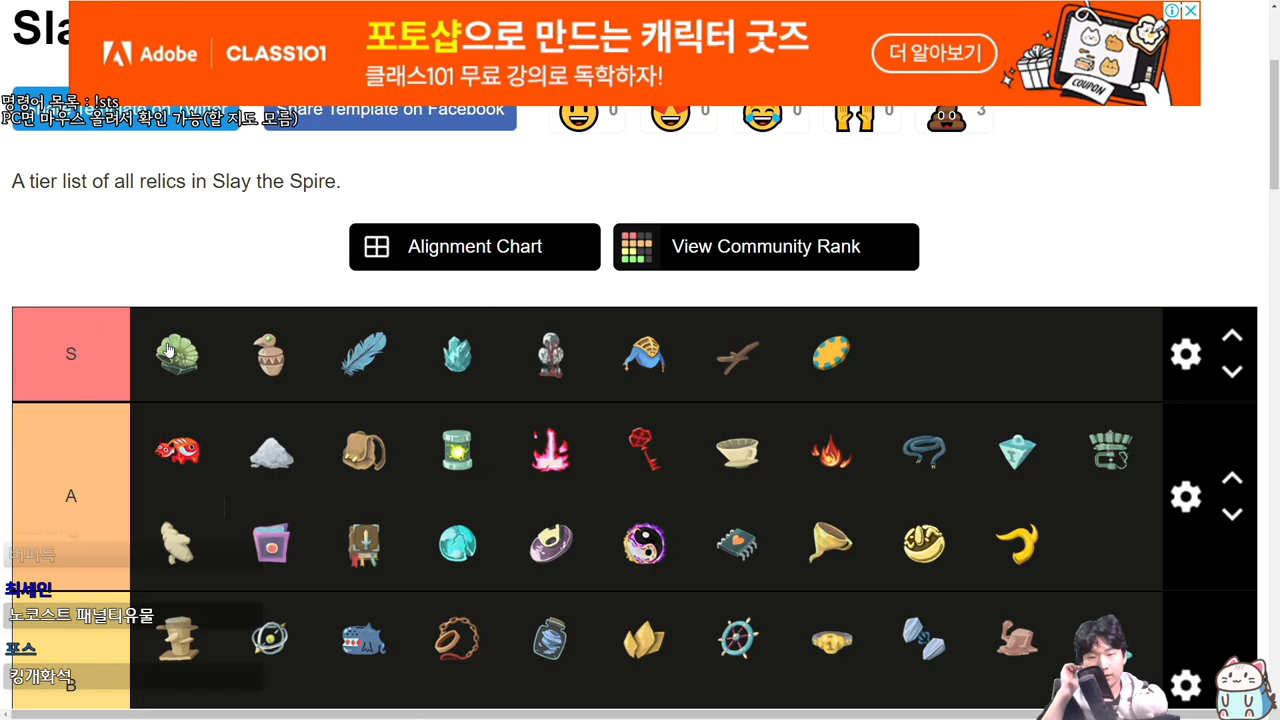 Sla
Adobe
CLASS101
포토샵으로 만드는 캐릭터 굿즈
클래스101 무료 강의로 독학하자!
더 알아보기
COUPON
명령어 목록 : !sts
PC면 마우스 올려서 확인 가능(할 지도 모름)
Share Template on Facebook
0
0
0
0
3
A tier list of all relics in Slay the Spire.
Alignment Chart
View Community Rank
S
A
최세인
노코스트 패널티유물
포스
킹개화석
B